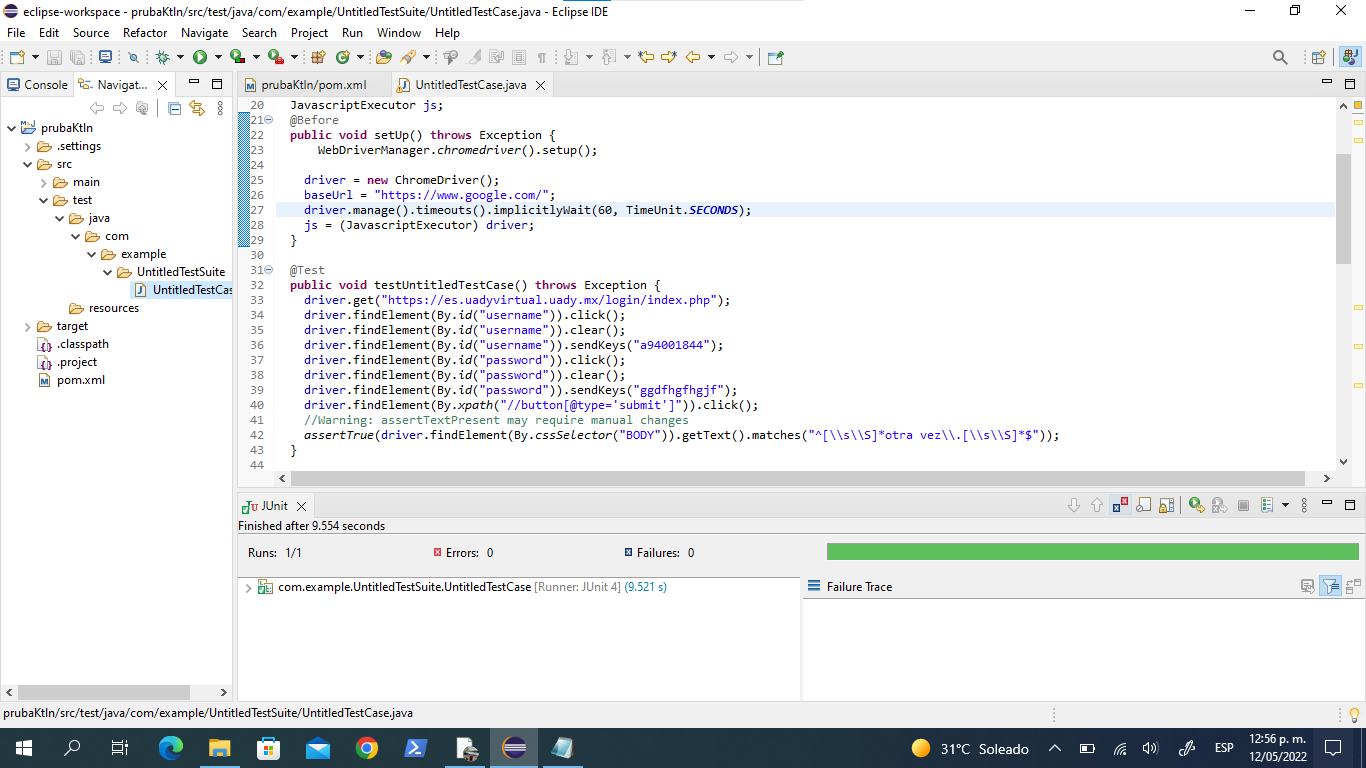 eclipse-workspace - prubaKtln/src/test/java/com/example/UntitledTestSuite/UntitledTestCase.java - Eclipse IDE
File Edit Source Refactor Navigate Search Project Run Window Help
Console Navigat...
prubaKtln
.settings
src
main
test
java
com
example
UntitledTestSuite
UntitledTestCas
resources
target
.classpath
.project
pom.xml
prubaKtln/pom.xml UntitledTestCase.java
20 JavascriptExecutor js;
21 @Before
22 public void setUp() throws Exception {
23 WebDriverManager.chromedriver().setup();
24
25 driver = new ChromeDriver();
26 baseUrl = "https://www.google.com/";
27 driver.manage().timeouts().implicitlyWait(60, TimeUnit.SECONDS);
28 js = (JavascriptExecutor) driver;
29 }
30
31 @Test
32 public void testUntitledTestCase() throws Exception {
33 driver.get("https://es.uadyvirtual.uady.mx/login/index.php");
34 driver.findElement(By.id("username")).click();
35 driver.findElement(By.id("username")).clear();
36 driver.findElement(By.id("username")).sendKeys("a94001844");
37 driver.findElement(By.id("password")).click();
38 driver.findElement(By.id("password")).clear();
39 driver.findElement(By.id("password")).sendKeys("ggdfhgfhgjf");
40 driver.findElement(By.xpath("//button[@type='submit']")).click();
41 //Warning: assertTextPresent may require manual changes
42 assertTrue(driver.findElement(By.cssSelector("BODY")).getText().matches("^[\\s\\S]*otra vez\\.[\\s\\S]*$"));
43 }
44
JUnit
Finished after 9.554 seconds
Runs: 1/1 Errors: 0 Failures: 0
com.example.UntitledTestSuite.UntitledTestCase [Runner: JUnit 4] (9.521 s)
Failure Trace
prubaKtln/src/test/java/com/example/UntitledTestSuite/UntitledTestCase.java
31°C Soleado
ESP
12:56 p. m.
12/05/2022